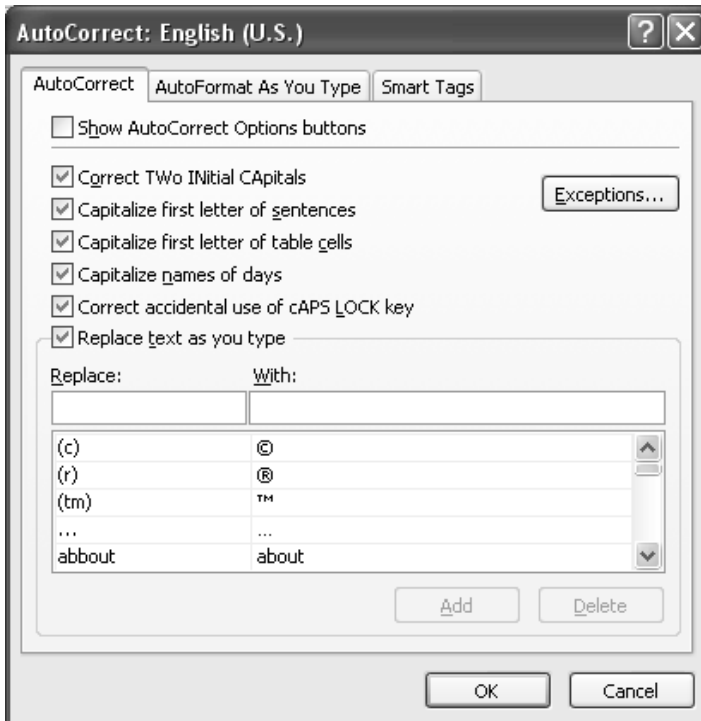 AutoCorrect: English (U.S.)
AutoCorrect AutoFormat As You Type Smart Tags
Show AutoCorrect Options buttons
Correct TWo INitial CApitals
Exceptions...
Capitalize first letter of sentences
Capitalize first letter of table cells
Capitalize names of days
Correct accidental use of cAPS LOCK key
Replace text as you type
Replace: With:
(c) ©
(r) ®
(tm) ™
... …
abbout about
Add Delete
OK Cancel